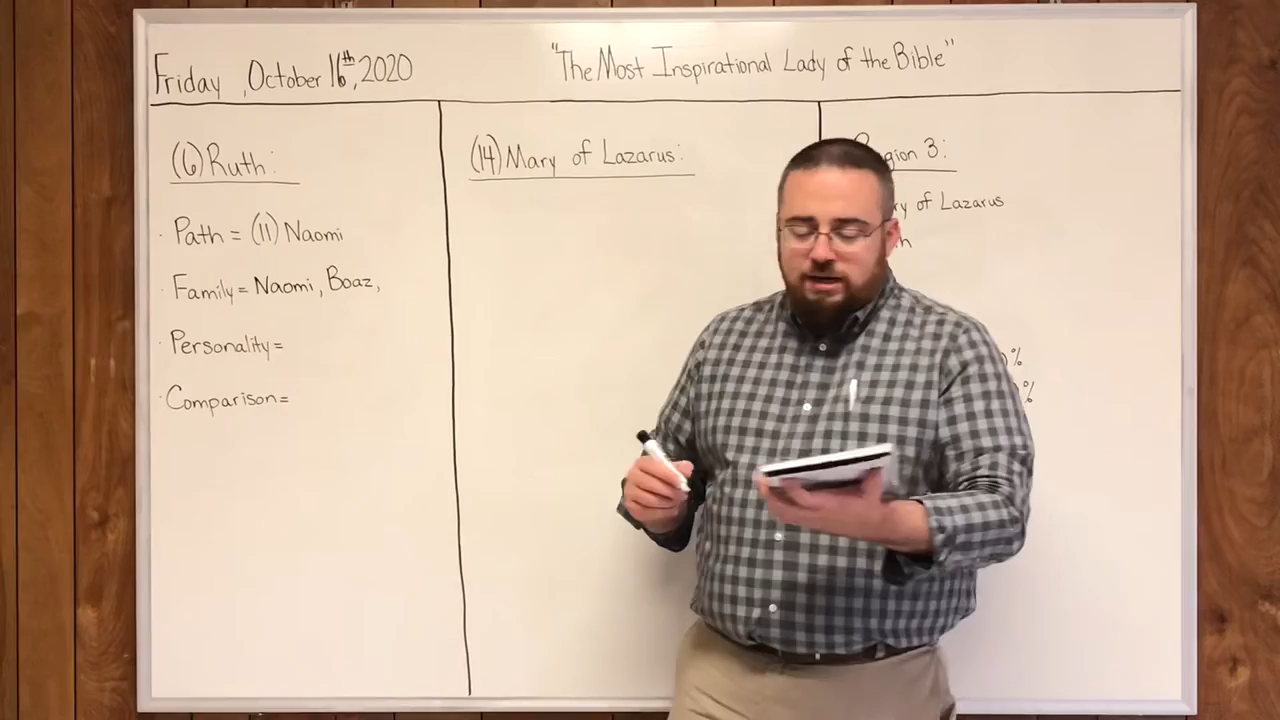 Friday, October 16th, 2020
"The Most Inspirational Lady of the Bible"
(6) Ruth:
· Path = (11) Naomi
· Family = Naomi, Boaz,
· Personality =
· Comparison =
(14) Mary of Lazarus:
3:
of Lazarus
%
%